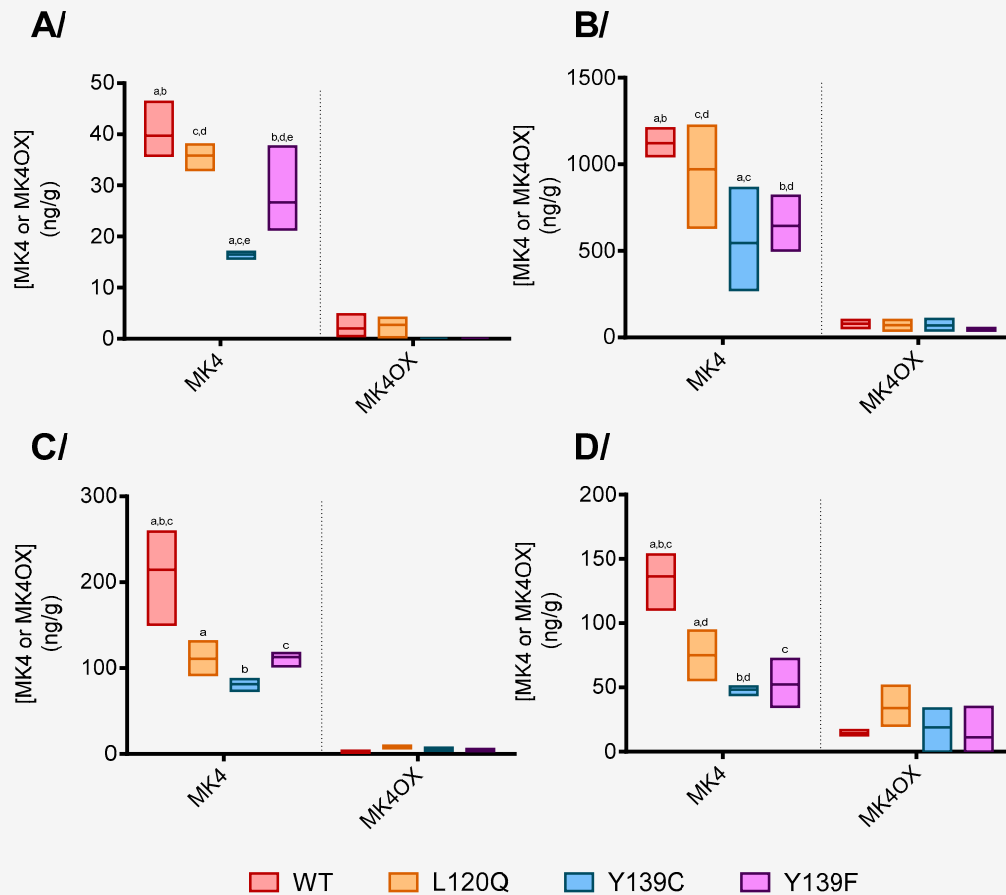 A/
B/
[MK4 or MK4OX]
(ng/g)
50
40
30
20
10
0
a,b
c,d
a,c,e
b,d,e
MK4
MK4OX
[MK4 or MK4OX]
(ng/g)
1500
1000
500
0
a,b
c,d
a,c
b,d
MK4
MK4OX
C/
D/
[MK4 or MK4OX]
(ng/g)
300
200
100
0
a,b,c
a
b
c
MK4
MK4OX
[MK4 or MK4OX]
(ng/g)
200
150
100
50
0
a,b,c
a,d
b,d
c
MK4
MK4OX
WT L120Q Y139C Y139F